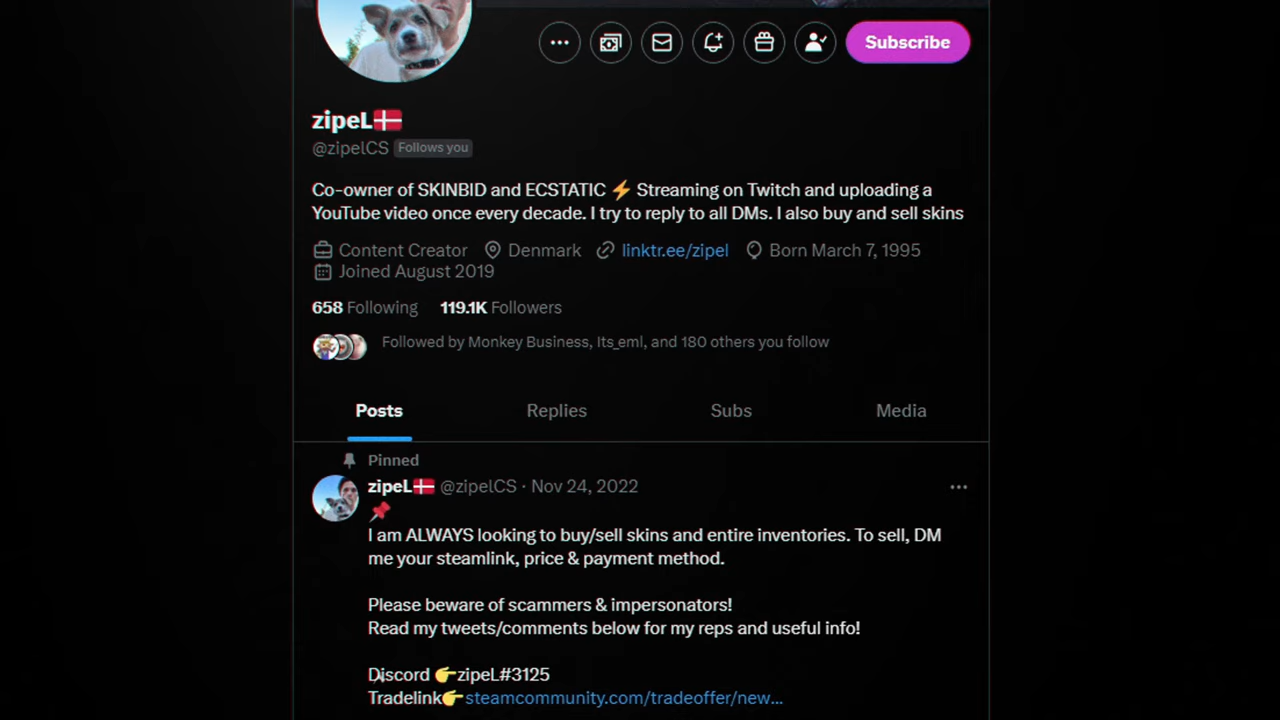 Subscribe
zipeL🇩🇰
@zipelCS Follows you
Co-owner of SKINBID and ECSTATIC ⚡ Streaming on Twitch and uploading a
YouTube video once every decade. I try to reply to all DMs. I also buy and sell skins
Content Creator Denmark linktr.ee/zipel Born March 7, 1995
Joined August 2019
658 Following 119.1K Followers
Followed by Monkey Business, Its_eml, and 180 others you follow
Posts Replies Subs Media
Pinned
zipeL🇩🇰 @zipelCS · Nov 24, 2022
📌
I am ALWAYS looking to buy/sell skins and entire inventories. To sell, DM
me your steamlink, price & payment method.
Please beware of scammers & impersonators!
Read my tweets/comments below for my reps and useful info!
Discord 👉zipeL#3125
Tradelink👉steamcommunity.com/tradeoffer/new...